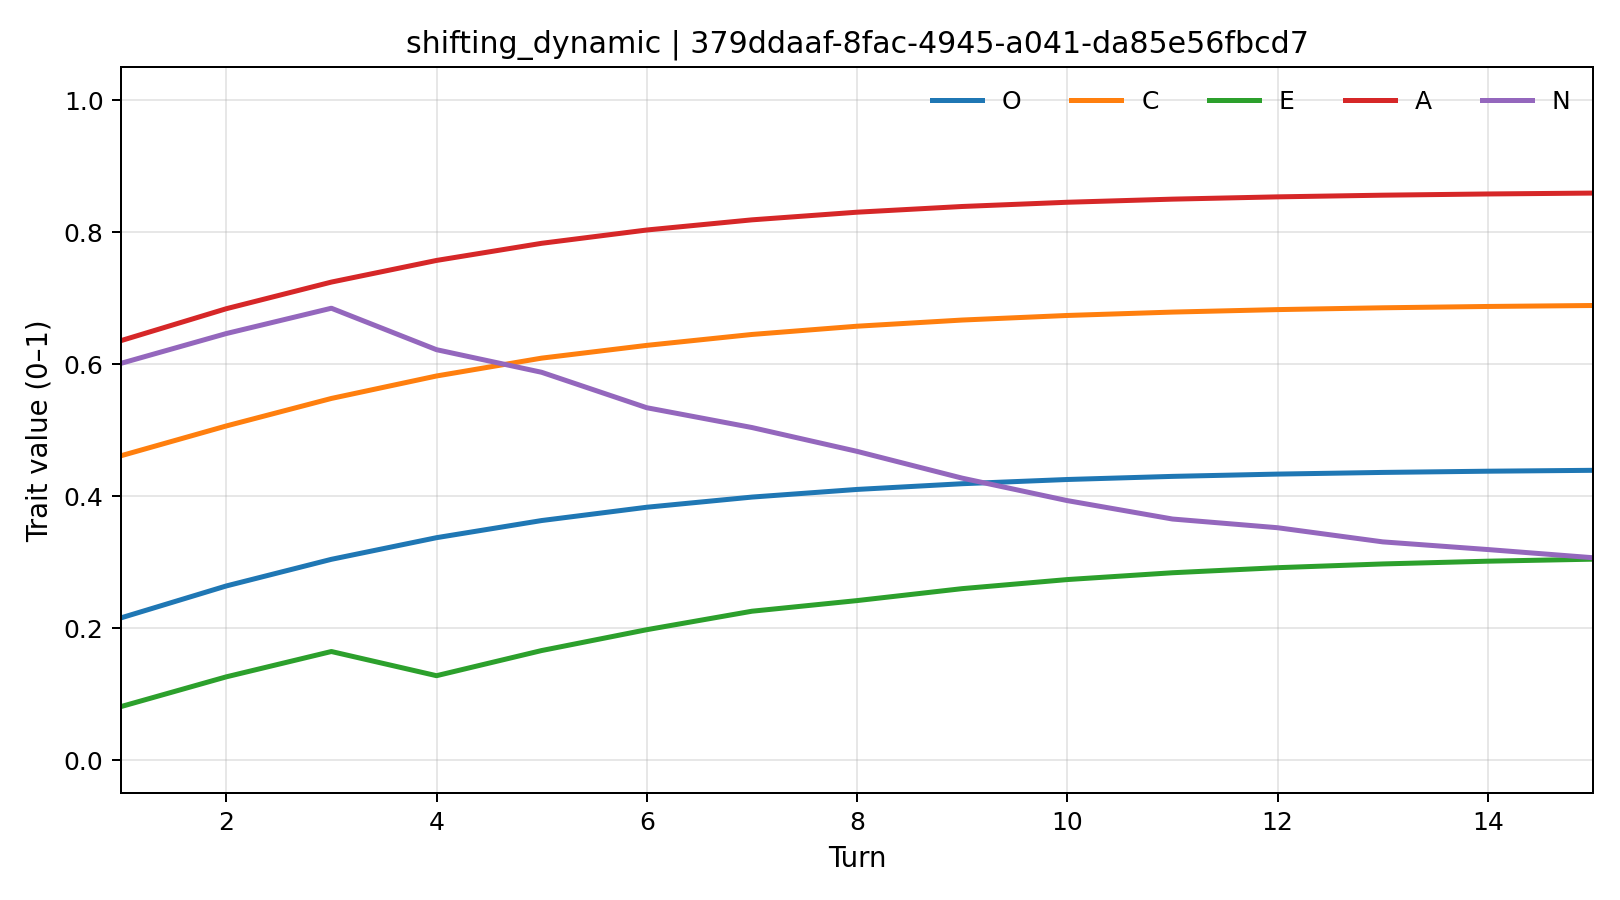 shifting_dynamic | 379ddaaf-8fac-4945-a041-da85e56fbcd7
O C E A N
1.0
0.8
0.6
0.4
0.2
0.0
Trait value (0–1)
2 4 6 8 10 12 14
Turn